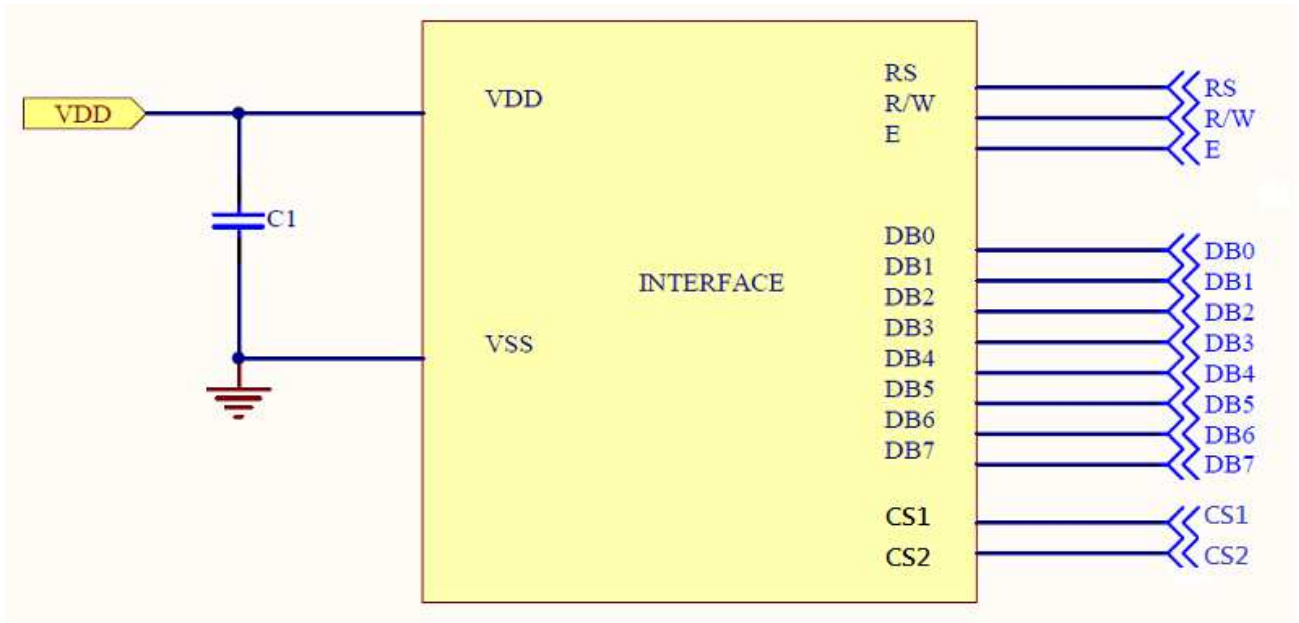 VDD
C1
VDD
VSS
INTERFACE
RS
R/W
E
DB0
DB1
DB2
DB3
DB4
DB5
DB6
DB7
CS1
CS2
RS
R/W
E
DB0
DB1
DB2
DB3
DB4
DB5
DB6
DB7
CS1
CS2